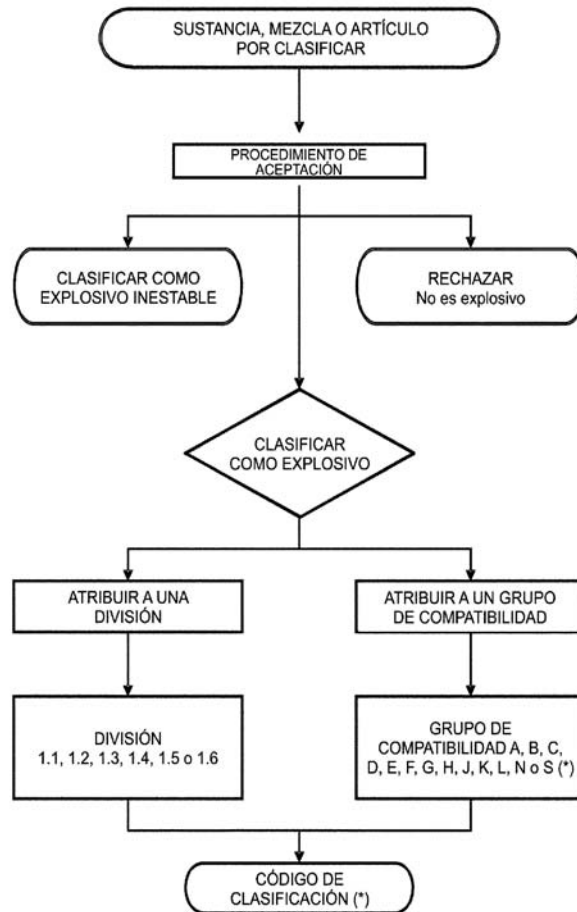 SUSTANCIA, MEZCLA O ARTÍCULO
POR CLASIFICAR
PROCEDIMIENTO DE
ACEPTACIÓN
CLASIFICAR COMO
EXPLOSIVO INESTABLE
RECHAZAR
No es explosivo
CLASIFICAR
COMO EXPLOSIVO
ATRIBUIR A UNA
DIVISIÓN
ATRIBUIR A UN GRUPO
DE COMPATIBILIDAD
DIVISIÓN
1.1, 1.2, 1.3, 1.4, 1.5 o 1.6
GRUPO DE
COMPATIBILIDAD A, B, C,
D, E, F, G, H, J, K, L, N o S (*)
CÓDIGO DE
CLASIFICACIÓN (*)